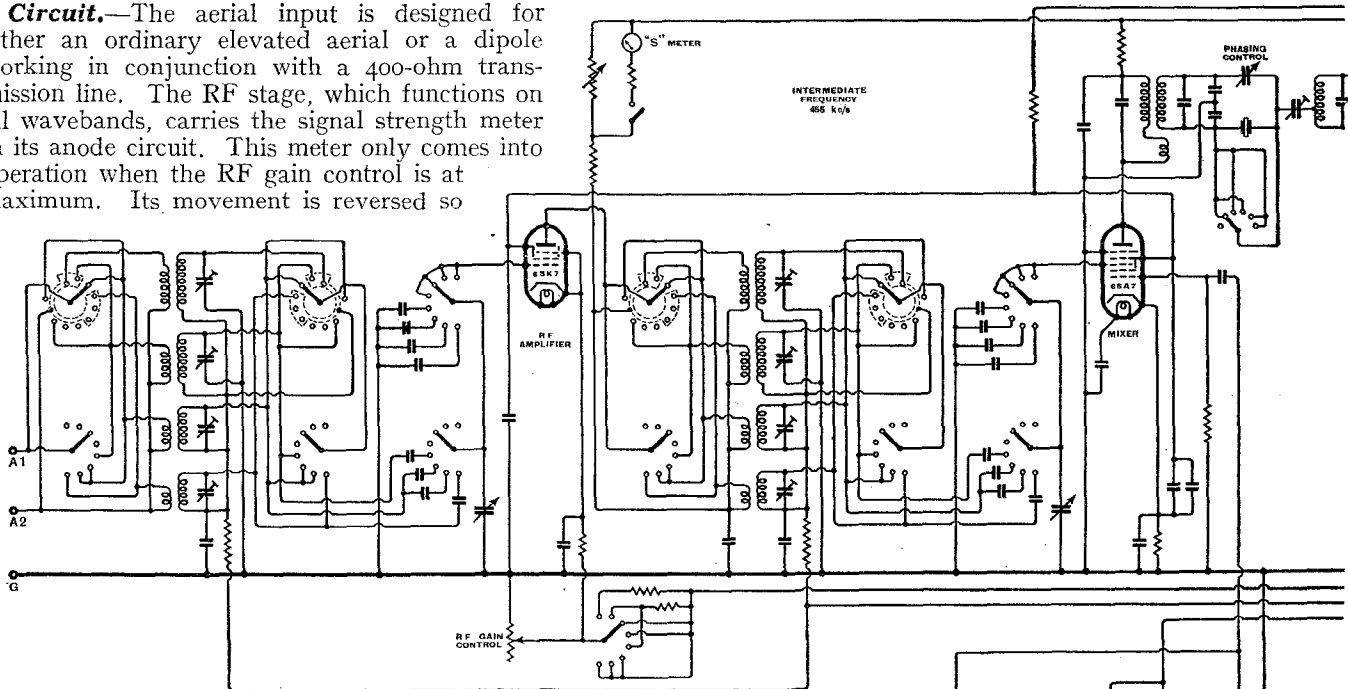 Circuit.—The aerial input is designed for
ther an ordinary elevated aerial or a dipole
orking in conjunction with a 400-ohm trans-
ission line. The RF stage, which functions on
l wavebands, carries the signal strength meter
its anode circuit. This meter only comes into
peration when the RF gain control is at
aximum. Its movement is reversed so
"S" METER
INTERMEDIATE
FREQUENCY
455 kc/s
PHASING
CONTROL
6SK7
RF
AMPLIFIER
6SA7
MIXER
A1
A2
G
RF GAIN
CONTROL